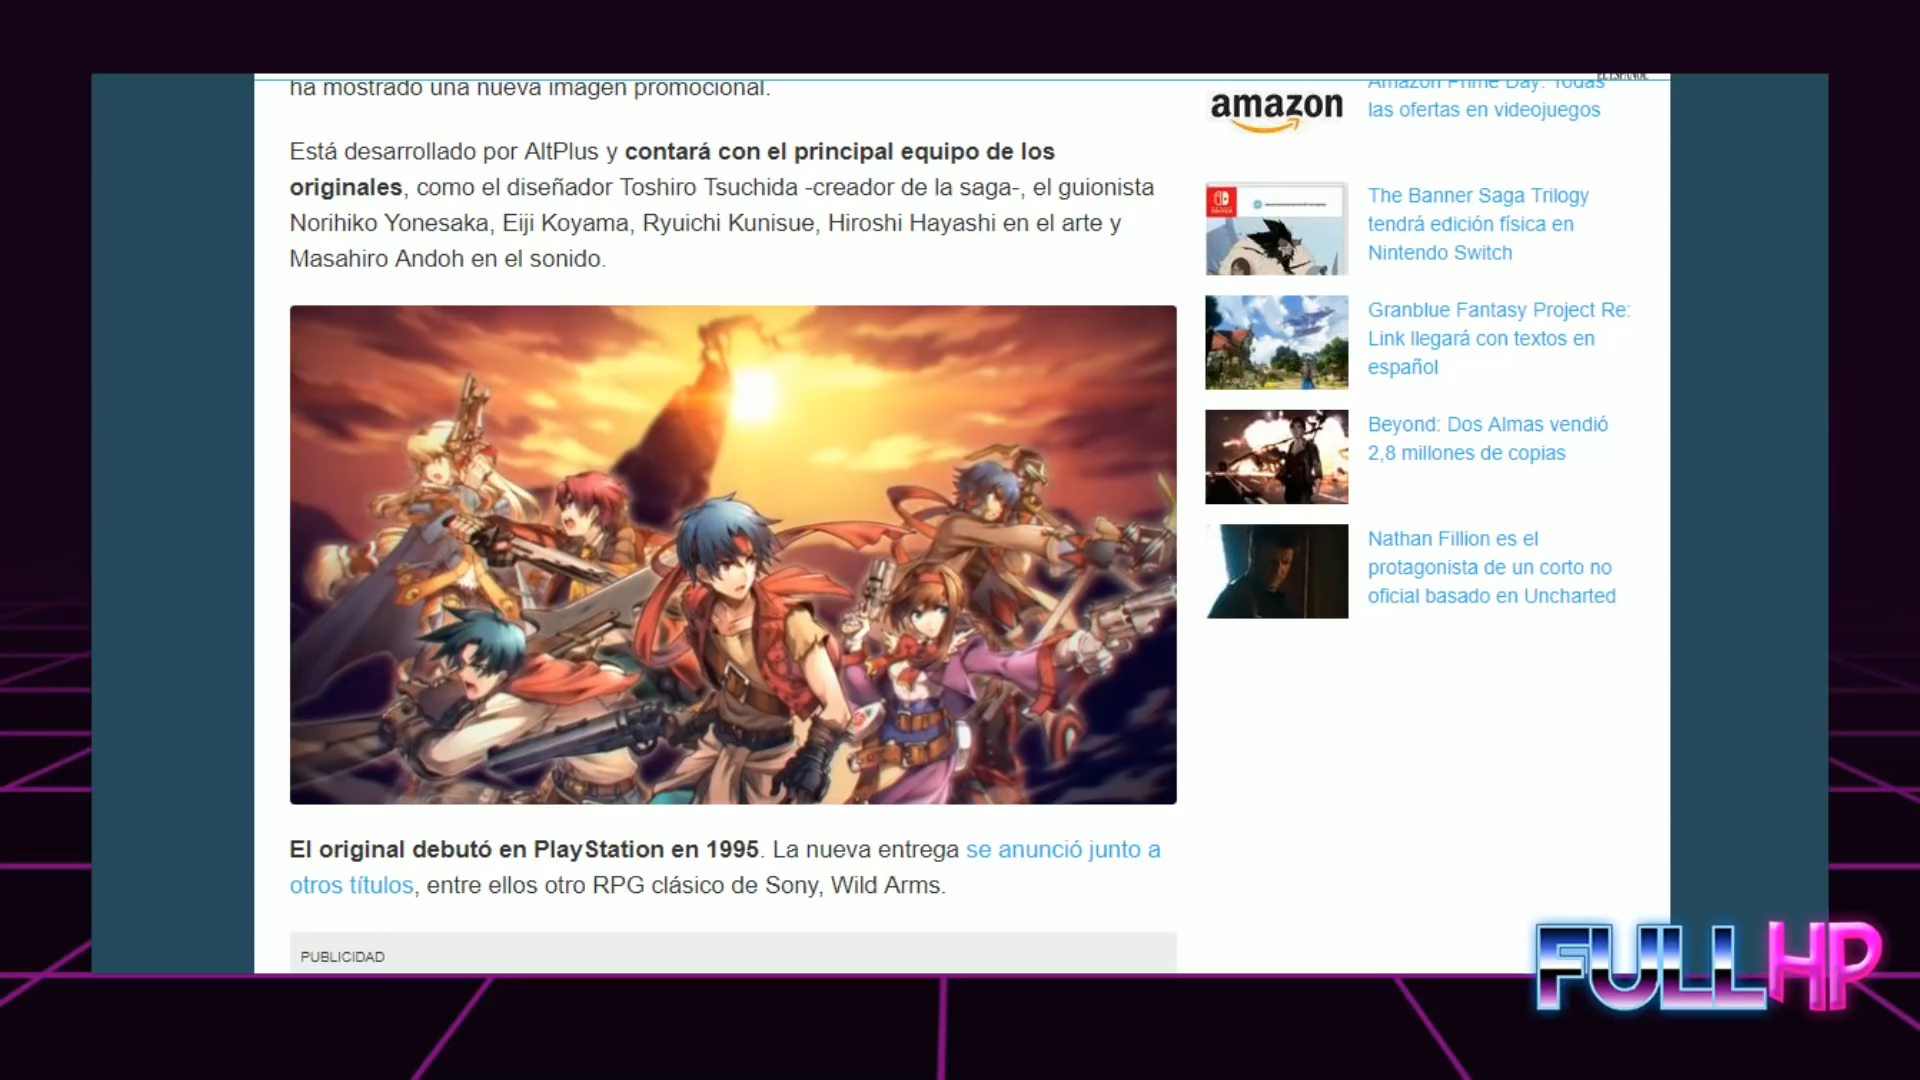 ha mostrado una nueva imagen promocional.
Está desarrollado por AltPlus y contará con el principal equipo de los
originales, como el diseñador Toshiro Tsuchida -creador de la saga-, el guionista
Norihiko Yonesaka, Eiji Koyama, Ryuichi Kunisue, Hiroshi Hayashi en el arte y
Masahiro Andoh en el sonido.
El original debutó en PlayStation en 1995. La nueva entrega se anunció junto a
otros títulos, entre ellos otro RPG clásico de Sony, Wild Arms.
PUBLICIDAD
EL ESPAÑOL
amazon
Amazon Prime Day: Todas
las ofertas en videojuegos
The Banner Saga Trilogy
tendrá edición física en
Nintendo Switch
Granblue Fantasy Project Re:
Link llegará con textos en
español
Beyond: Dos Almas vendió
2,8 millones de copias
Nathan Fillion es el
protagonista de un corto no
oficial basado en Uncharted
FULL HP